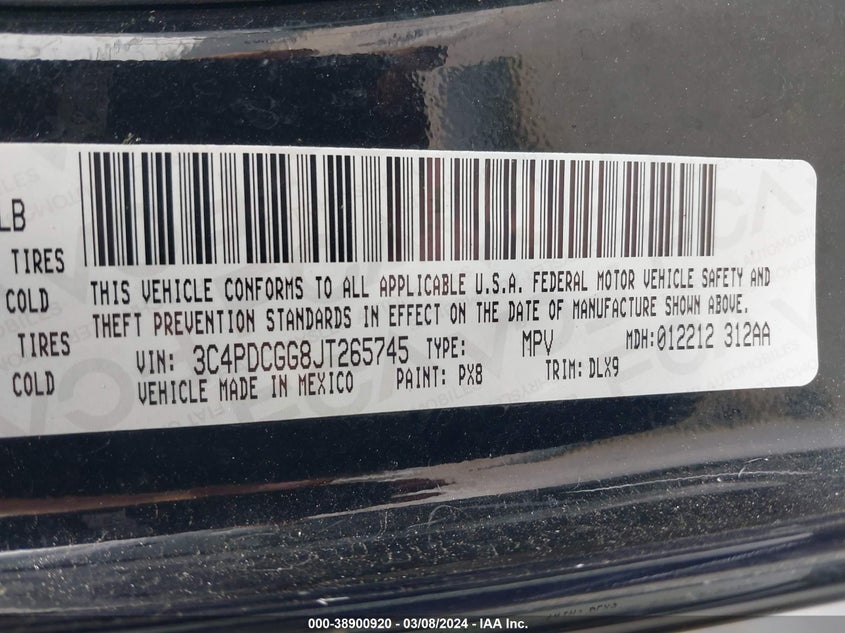 LB
TIRES
COLD
TIRES
COLD
THIS VEHICLE CONFORMS TO ALL APPLICABLE U.S.A. FEDERAL MOTOR VEHICLE SAFETY AND
THEFT PREVENTION STANDARDS IN EFFECT ON THE DATE OF MANUFACTURE SHOWN ABOVE.
VIN: 3C4PDCGG8JT265745 TYPE: MPV MDH:012212 312AA
VEHICLE MADE IN MEXICO PAINT: PX8 TRIM: DLX9
000-38900920 / 03/08/2024 / IAA Inc.